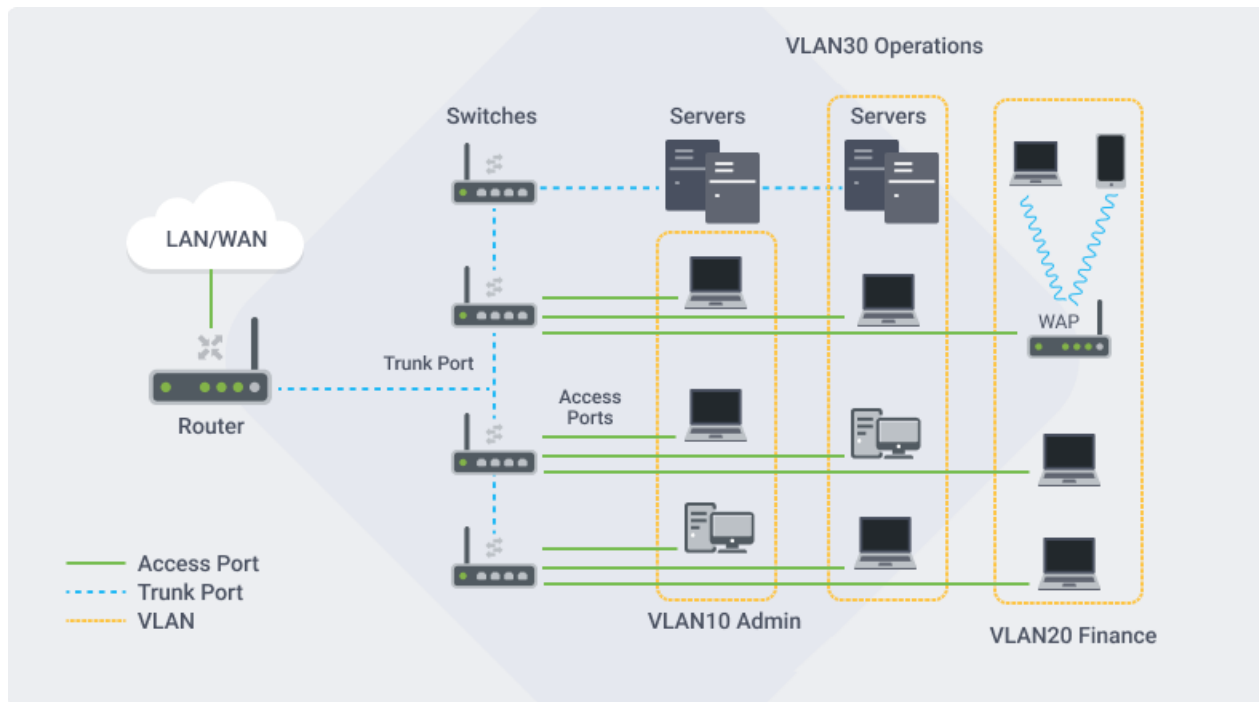 VLAN30 Operations
Switches
Servers
Servers
LAN/WAN
WAP
Trunk Port
Access
Ports
Router
Access Port
Trunk Port
VLAN
VLAN10 Admin
VLAN20 Finance